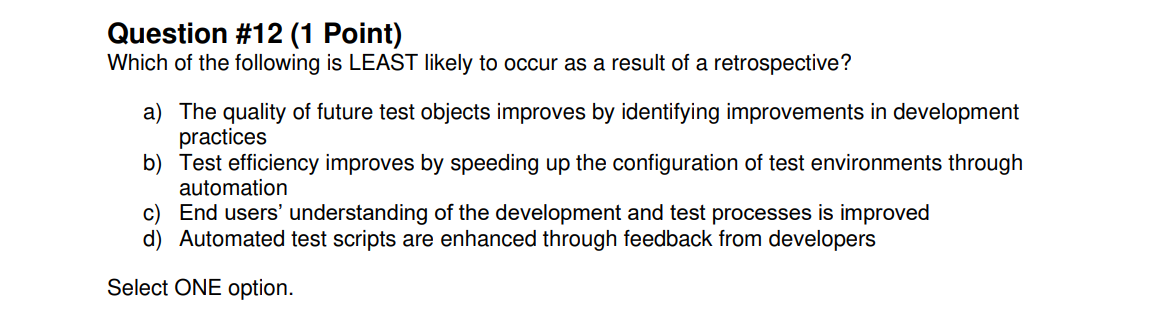 Question #12 (1 Point)
Which of the following is LEAST likely to occur as a result of a retrospective?
a) The quality of future test objects improves by identifying improvements in development
practices
b) Test efficiency improves by speeding up the configuration of test environments through
automation
c) End users’ understanding of the development and test processes is improved
d) Automated test scripts are enhanced through feedback from developers
Select ONE option.